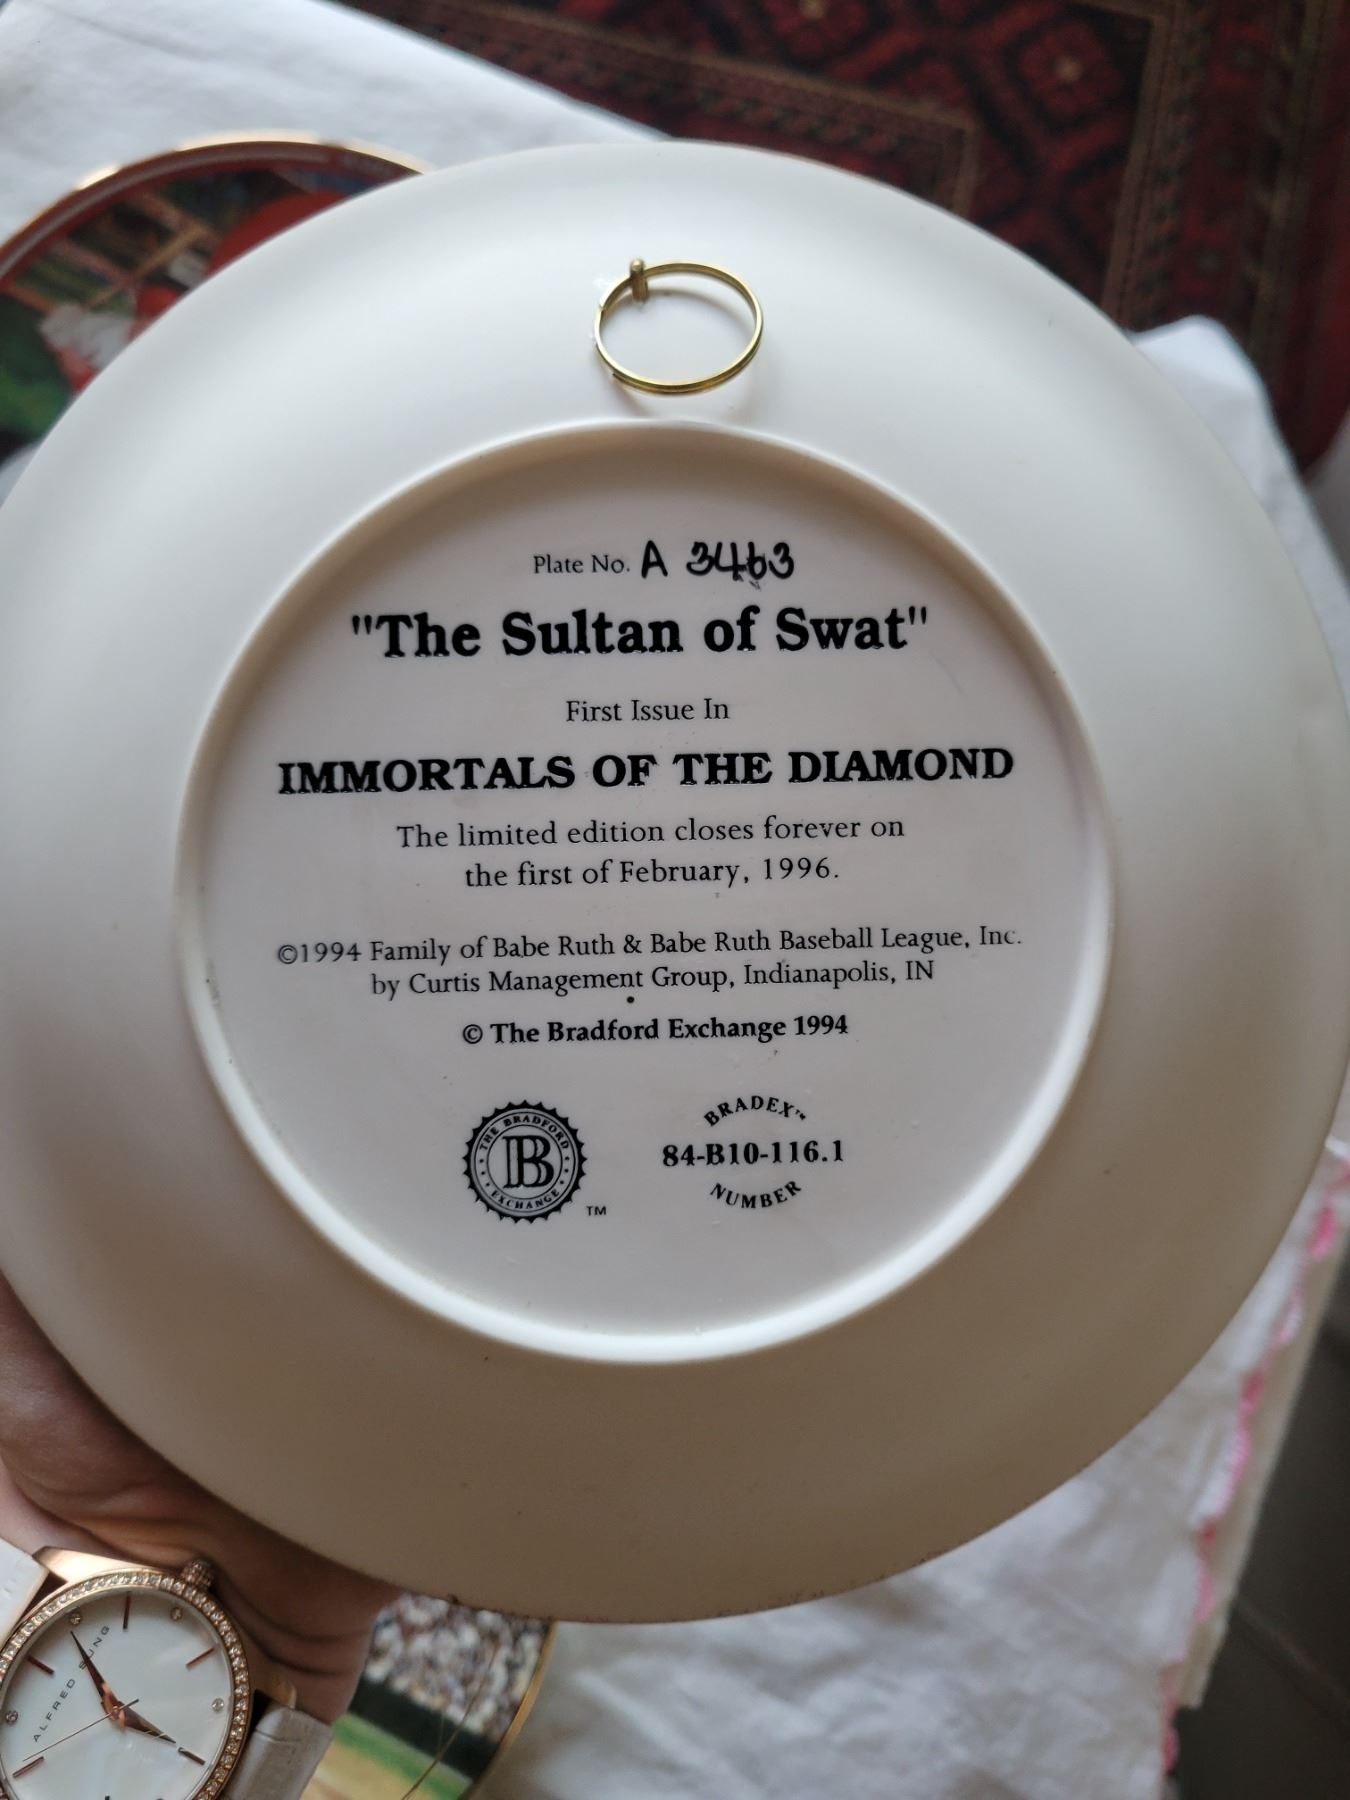 Plate No. A 3463
"The Sultan of Swat"
First Issue In
IMMORTALS OF THE DIAMOND
The limited edition closes forever on
the first of February, 1996.
©1994 Family of Babe Ruth & Babe Ruth Baseball League, Inc.
by Curtis Management Group, Indianapolis, IN
© The Bradford Exchange 1994
THE BRADFORD
B
EXCHANGE
TM
BRADEX™
84-B10-116.1
NUMBER
ALFRED SUNG